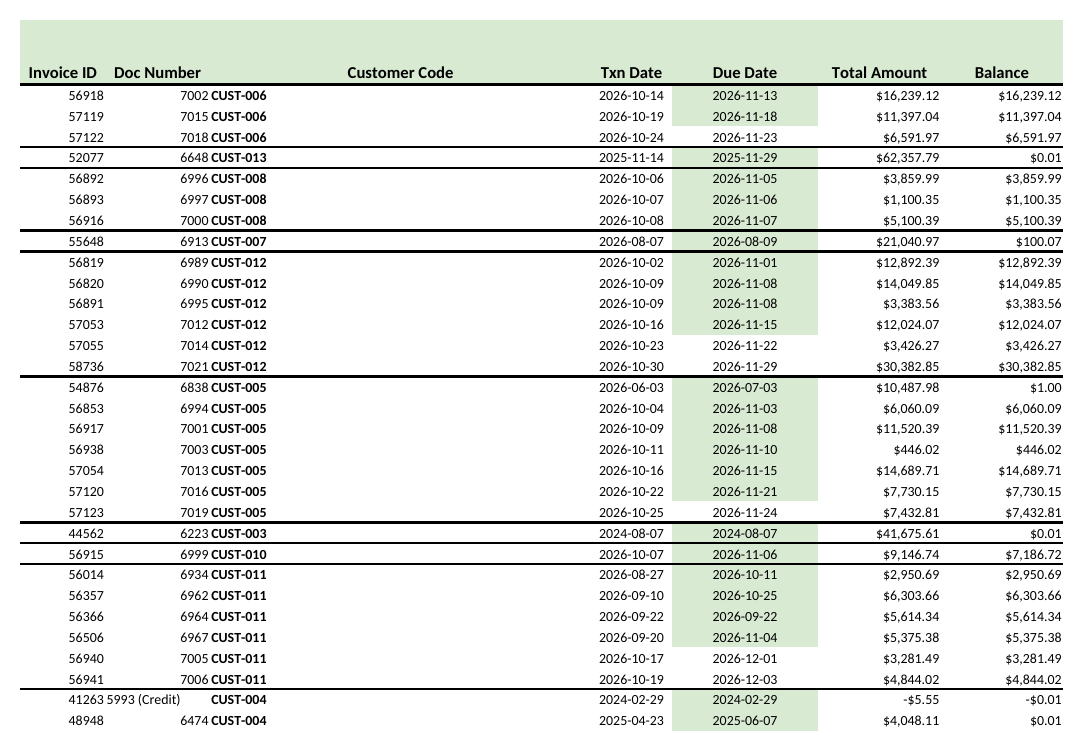 Invoice ID Doc Number Customer Code Txn Date Due Date Total Amount Balance
56918 7002 CUST-006 2026-10-14 2026-11-13 $16,239.12 $16,239.12
57119 7015 CUST-006 2026-10-19 2026-11-18 $11,397.04 $11,397.04
57122 7018 CUST-006 2026-10-24 2026-11-23 $6,591.97 $6,591.97
52077 6648 CUST-013 2025-11-14 2025-11-29 $62,357.79 $0.01
56892 6996 CUST-008 2026-10-06 2026-11-05 $3,859.99 $3,859.99
56893 6997 CUST-008 2026-10-07 2026-11-06 $1,100.35 $1,100.35
56916 7000 CUST-008 2026-10-08 2026-11-07 $5,100.39 $5,100.39
55648 6913 CUST-007 2026-08-07 2026-08-09 $21,040.97 $100.07
56819 6989 CUST-012 2026-10-02 2026-11-01 $12,892.39 $12,892.39
56820 6990 CUST-012 2026-10-09 2026-11-08 $14,049.85 $14,049.85
56891 6995 CUST-012 2026-10-09 2026-11-08 $3,383.56 $3,383.56
57053 7012 CUST-012 2026-10-16 2026-11-15 $12,024.07 $12,024.07
57055 7014 CUST-012 2026-10-23 2026-11-22 $3,426.27 $3,426.27
58736 7021 CUST-012 2026-10-30 2026-11-29 $30,382.85 $30,382.85
54876 6838 CUST-005 2026-06-03 2026-07-03 $10,487.98 $1.00
56853 6994 CUST-005 2026-10-04 2026-11-03 $6,060.09 $6,060.09
56917 7001 CUST-005 2026-10-09 2026-11-08 $11,520.39 $11,520.39
56938 7003 CUST-005 2026-10-11 2026-11-10 $446.02 $446.02
57054 7013 CUST-005 2026-10-16 2026-11-15 $14,689.71 $14,689.71
57120 7016 CUST-005 2026-10-22 2026-11-21 $7,730.15 $7,730.15
57123 7019 CUST-005 2026-10-25 2026-11-24 $7,432.81 $7,432.81
44562 6223 CUST-003 2024-08-07 2024-08-07 $41,675.61 $0.01
56915 6999 CUST-010 2026-10-07 2026-11-06 $9,146.74 $7,186.72
56014 6934 CUST-011 2026-08-27 2026-10-11 $2,950.69 $2,950.69
56357 6962 CUST-011 2026-09-10 2026-10-25 $6,303.66 $6,303.66
56366 6964 CUST-011 2026-09-22 2026-09-22 $5,614.34 $5,614.34
56506 6967 CUST-011 2026-09-20 2026-11-04 $5,375.38 $5,375.38
56940 7005 CUST-011 2026-10-17 2026-12-01 $3,281.49 $3,281.49
56941 7006 CUST-011 2026-10-19 2026-12-03 $4,844.02 $4,844.02
41263 5993 (Credit) CUST-004 2024-02-29 2024-02-29 -$5.55 -$0.01
48948 6474 CUST-004 2025-04-23 2025-06-07 $4,048.11 $0.01